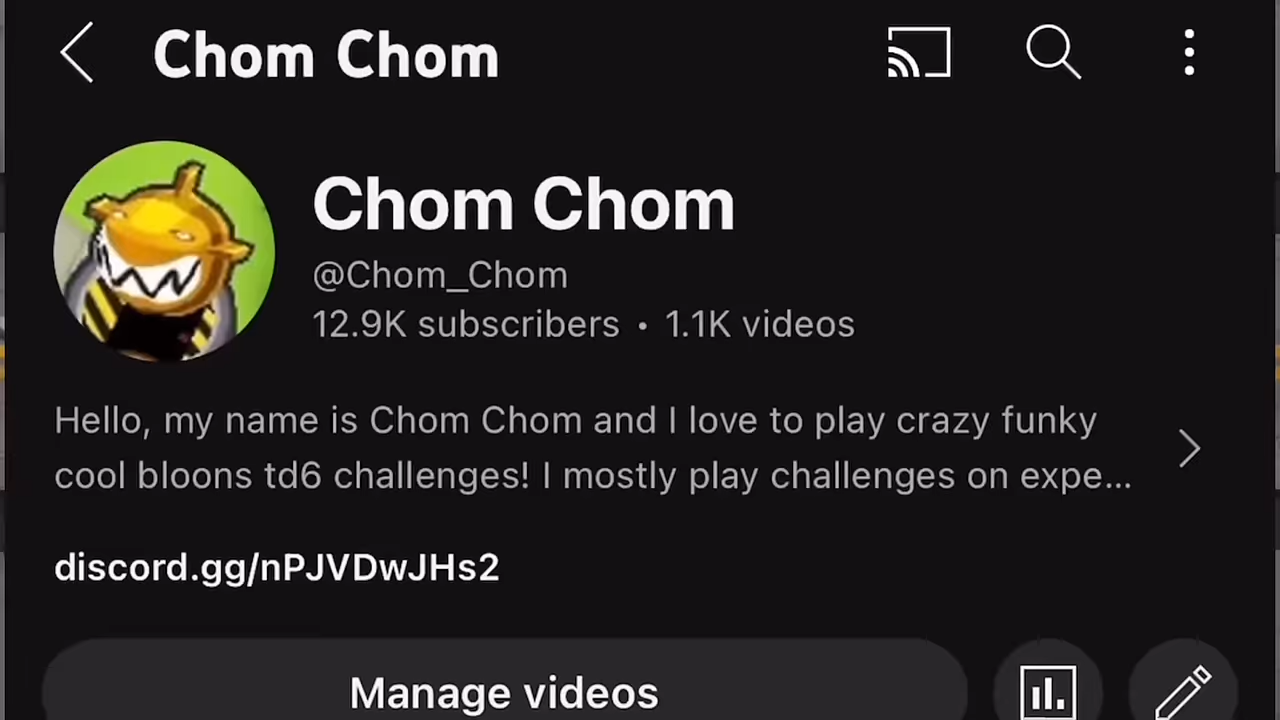 Chom Chom
Chom Chom
@Chom_Chom
12.9K subscribers • 1.1K videos
Hello, my name is Chom Chom and I love to play crazy funky
cool bloons td6 challenges! I mostly play challenges on expe...
discord.gg/nPJVDwJHs2
Manage videos